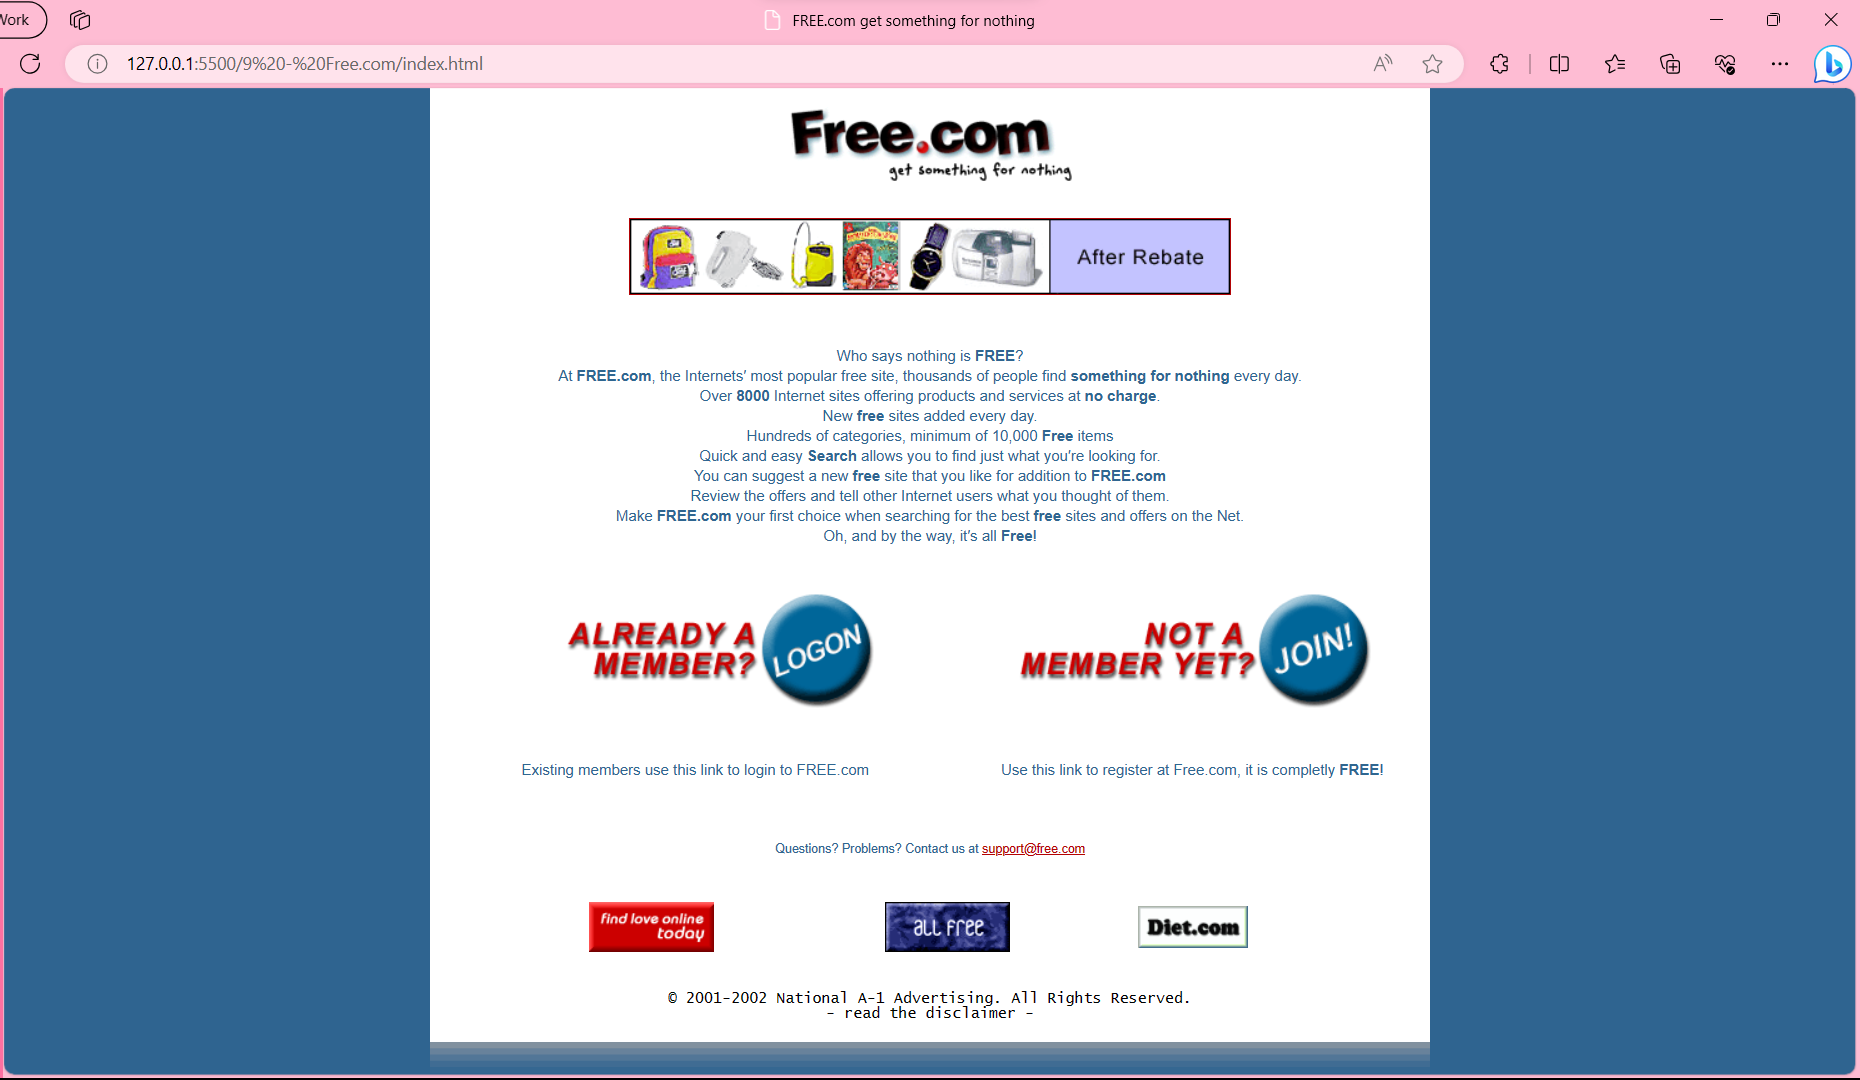 Work
FREE.com get something for nothing
127.0.0.1:5500/9%20-%20Free.com/index.html
Free.com
get something for nothing
After Rebate
Who says nothing is FREE?
At FREE.com, the Internets' most popular free site, thousands of people find something for nothing every day.
Over 8000 Internet sites offering products and services at no charge.
New free sites added every day.
Hundreds of categories, minimum of 10,000 Free items
Quick and easy Search allows you to find just what you're looking for.
You can suggest a new free site that you like for addition to FREE.com
Review the offers and tell other Internet users what you thought of them.
Make FREE.com your first choice when searching for the best free sites and offers on the Net.
Oh, and by the way, it's all Free!
ALREADY A
MEMBER?
LOGON
NOT A
MEMBER YET?
JOIN!
Existing members use this link to login to FREE.com
Use this link to register at Free.com, it is completly FREE!
Questions? Problems? Contact us at support@free.com
find love online
today
all free
Diet.com
© 2001-2002 National A-1 Advertising. All Rights Reserved.
- read the disclaimer -